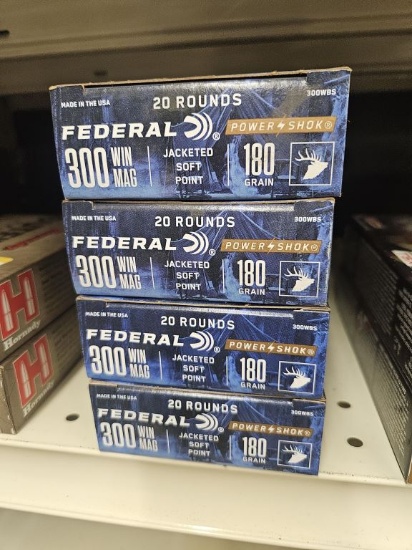 MADE IN THE USA 20 ROUNDS 300WBS
FEDERAL POWER SHOK®
300 WIN MAG JACKETED SOFT POINT 180 GRAIN
MADE IN THE USA 20 ROUNDS 300WBS
FEDERAL POWER SHOK®
300 WIN MAG JACKETED SOFT POINT 180 GRAIN
MADE IN THE USA 20 ROUNDS 300WBS
FEDERAL POWER SHOK®
300 WIN MAG JACKETED SOFT POINT 180 GRAIN
MADE IN THE USA 20 ROUNDS 300WBS
FEDERAL POWER SHOK®
300 WIN MAG JACKETED SOFT POINT 180 GRAIN
H
Hornady
H
Hornady